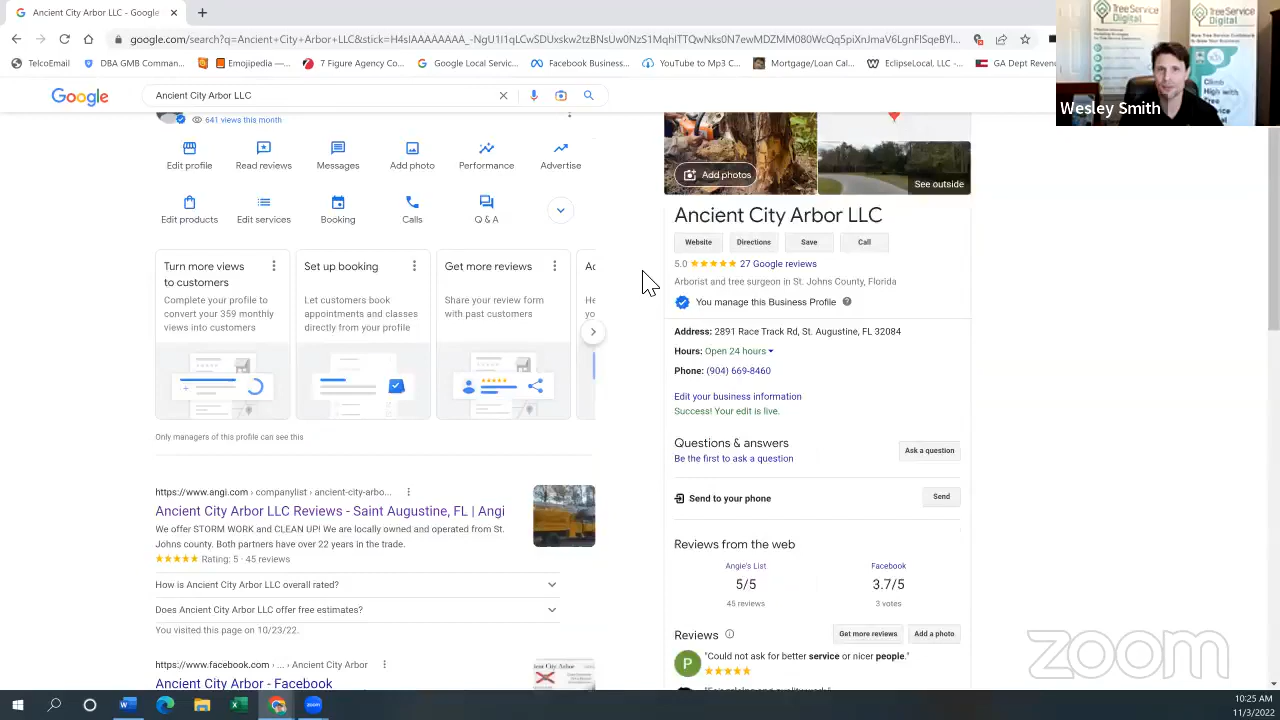 Ancient City Arbor LLC - Google
google.com/search?q=Ancient+City+Arbor+LLC
TelcoEmail
DBA GMB Calendar...
Tree Agency Calend...
Facebook Business...
YouTube to Mp3 C...
Mortgage/Loan Ca...
EclipseLocal, LLC -...
GA Dept Revenu
Google
Ancient City Arbor LLC
641 views this month
Edit profile
Read reviews
Messages
Add photo
Performance
Advertise
Edit products
Edit services
Booking
Calls
Q & A
Turn more views
to customers
Complete your profile to
convert your 359 monthly
views into customers
Set up booking
Let customers book
appointments and classes
directly from your profile
Get more reviews
Share your review form
with past customers
Only managers of this profile can see this
https://www.angi.com › companylist › ancient-city-arbo...
Ancient City Arbor LLC Reviews - Saint Augustine, FL | Angi
We offer STORM WORK and CLEAN UP! We are locally owned and operated from St.
Johns county. Both partners have over 22 years in the trade.
Rating: 5 · 45 reviews
How is Ancient City Arbor LLC overall rated?
Does Ancient City Arbor LLC offer free estimates?
You visited this page on 10/23/22.
https://www.facebook.com › ... › Ancient City Arbor
Ancient City Arbor - Facebook
Add photos
See outside
Ancient City Arbor LLC
Website
Directions
Save
Call
5.0
27 Google reviews
Arborist and tree surgeon in St. Johns County, Florida
You manage this Business Profile
Address: 2891 Race Track Rd, St. Augustine, FL 32084
Hours: Open 24 hours
Phone: (904) 669-8460
Edit your business information
Success! Your edit is live.
Questions & answers
Be the first to ask a question
Ask a question
Send to your phone
Send
Reviews from the web
Angie's List
Facebook
5/5
3.7/5
45 reviews
3 votes
Reviews
Get more reviews
Add a photo
P
"Could not ask for better service or nicer people."
Tree Service
Digital
Tree Service
Digital
Climb
High with
Tree
Wesley Smith
zoom
zoom
10:25 AM
11/3/2022